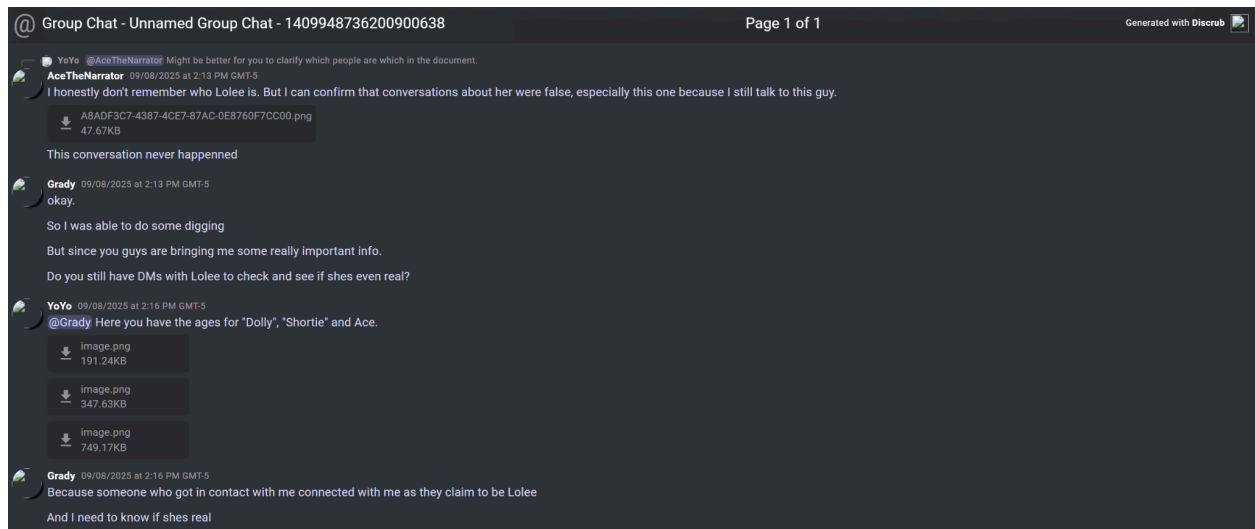 @ Group Chat - Unnamed Group Chat - 1409948736200900638
Page 1 of 1
Generated with Discrub
YoYo @AceTheNarrator Might be better for you to clarify which people are which in the document.
AceTheNarrator 09/08/2025 at 2:13 PM GMT-5
I honestly don't remember who Lolee is. But I can confirm that conversations about her were false, especially this one because I still talk to this guy.
A8ADF3C7-4387-4CE7-87AC-0E8760F7CC00.png
47.67KB
This conversation never happenned
Grady 09/08/2025 at 2:13 PM GMT-5
okay.
So I was able to do some digging
But since you guys are bringing me some really important info.
Do you still have DMs with Lolee to check and see if shes even real?
YoYo 09/08/2025 at 2:16 PM GMT-5
@Grady Here you have the ages for "Dolly", "Shortie" and Ace.
image.png
191.24KB
image.png
347.63KB
image.png
749.17KB
Grady 09/08/2025 at 2:16 PM GMT-5
Because someone who got in contact with me connected with me as they claim to be Lolee
And I need to know if shes real